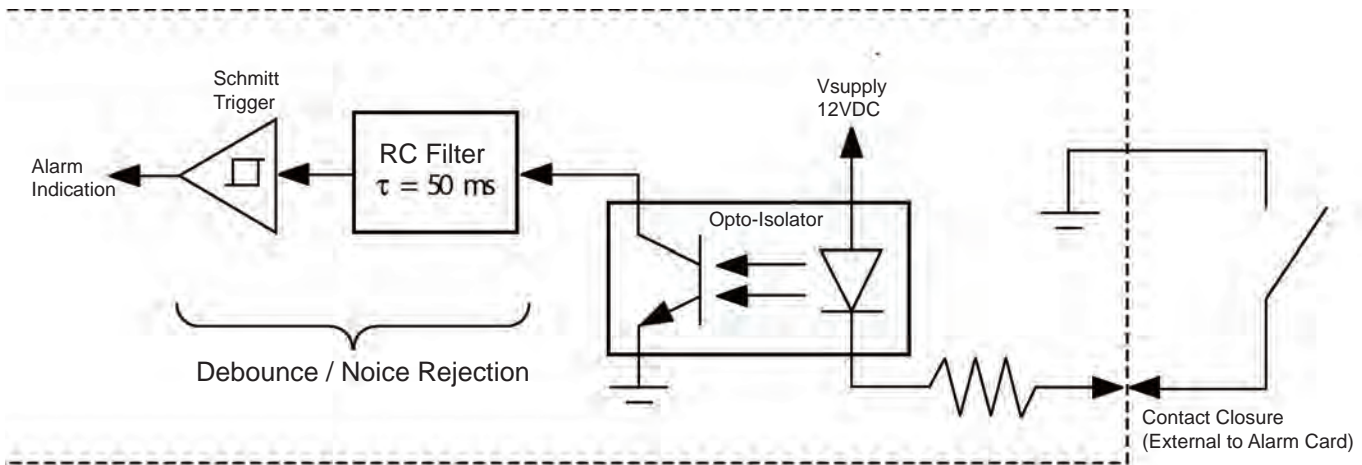 Schmitt
Trigger
Vsupply
12VDC
Alarm
Indication
RC Filter
τ = 50 ms
Opto-Isolator
Debounce / Noice Rejection
Contact Closure
(External to Alarm Card)